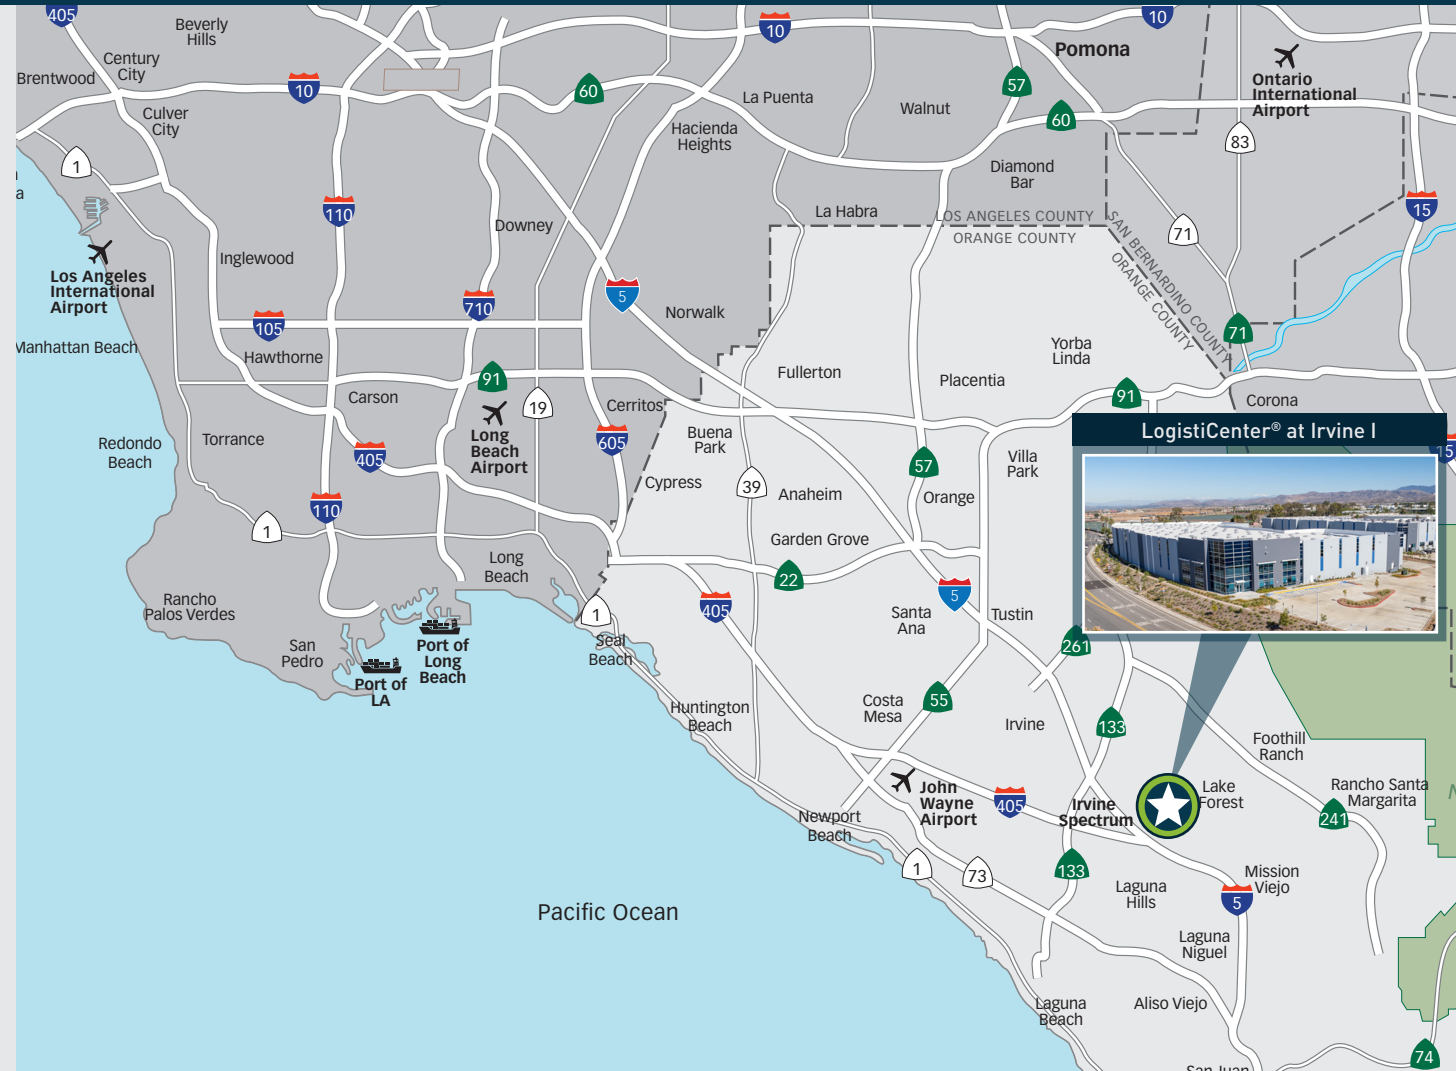 405
Beverly
Hills
10
10
Pomona
Century
City
Brentwood
Ontario
International
Airport
10
60
57
La Puenta
Walnut
Culver
City
60
Hacienda
Heights
83
1
Diamond
Bar
a
110
La Habra
LOS ANGELES COUNTY
ORANGE COUNTY
SAN BERNARDINO COUNTY
ORANGE COUNTY
15
71
Downey
Inglewood
Los Angeles
International
Airport
5
710
Norwalk
105
71
Manhattan Beach
Hawthorne
Yorba
Linda
Fullerton
Placentia
91
91
Carson
19
Cerritos
Corona
Redondo
Beach
Torrance
405
Long
Beach
Airport
605
Buena
Park
LogistiCenter® at Irvine I
15
57
Villa
Park
Cypress
39
Anaheim
Orange
110
1
Garden Grove
Long
Beach
22
5
Rancho
Palos Verdes
1
405
Santa
Ana
Tustin
San
Pedro
Port of
Long
Beach
Port of
LA
Seal
Beach
261
Huntington
Beach
Costa
Mesa
55
Irvine
133
Foothill
Ranch
John
Wayne
Airport
405
Irvine
Spectrum
Lake
Forest
Rancho Santa
Margarita
241
Newport
Beach
1
73
133
Laguna
Hills
Mission
Viejo
5
Pacific Ocean
Laguna
Niguel
Laguna
Beach
Aliso Viejo
74
San Juan